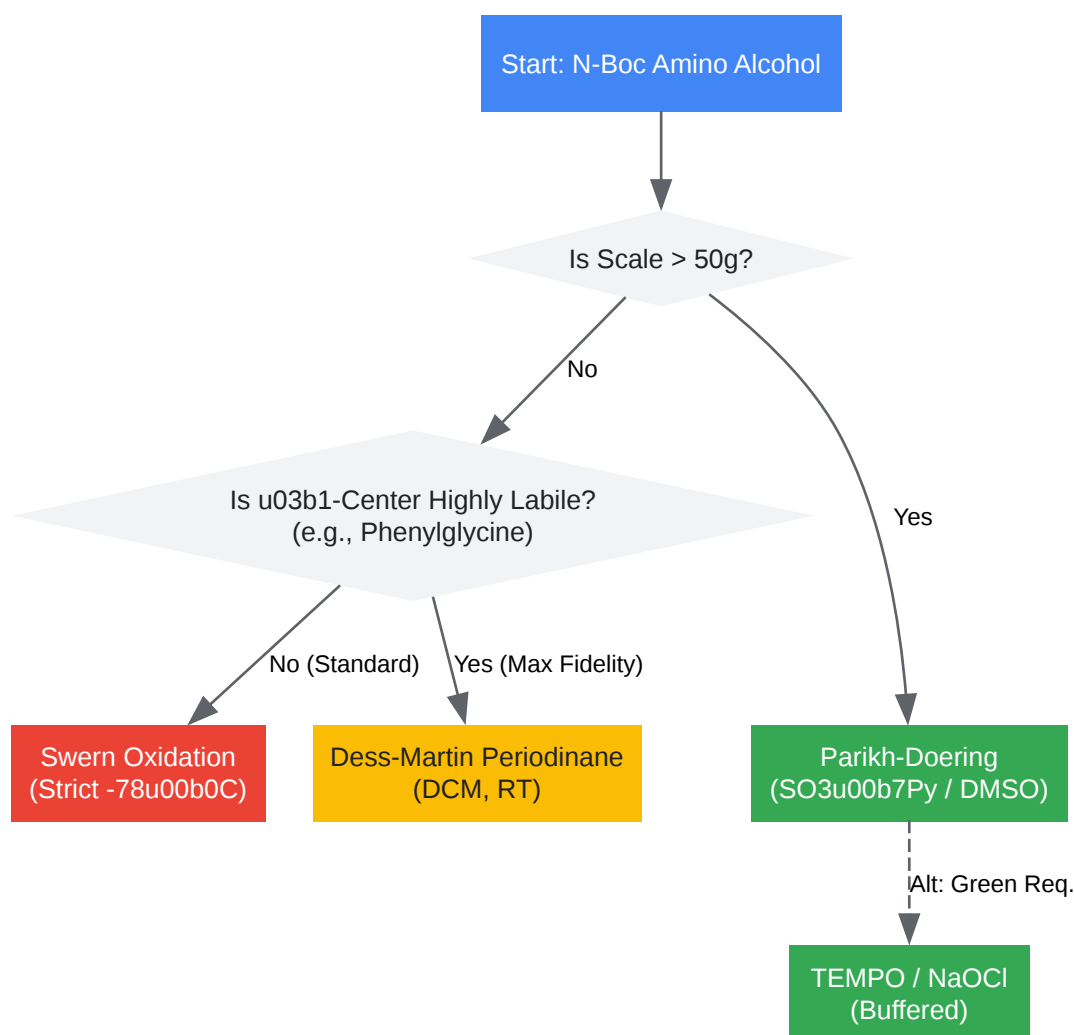 Start: N-Boc Amino Alcohol
Is Scale > 50g?
No
Yes
Is u03b1-Center Highly Labile?
(e.g., Phenylglycine)
No (Standard)
Yes (Max Fidelity)
Swern Oxidation
(Strict -78u00b0C)
Dess-Martin Periodinane
(DCM, RT)
Parikh-Doering
(SO3u00b7Py / DMSO)
Alt: Green Req.
TEMPO / NaOCl
(Buffered)